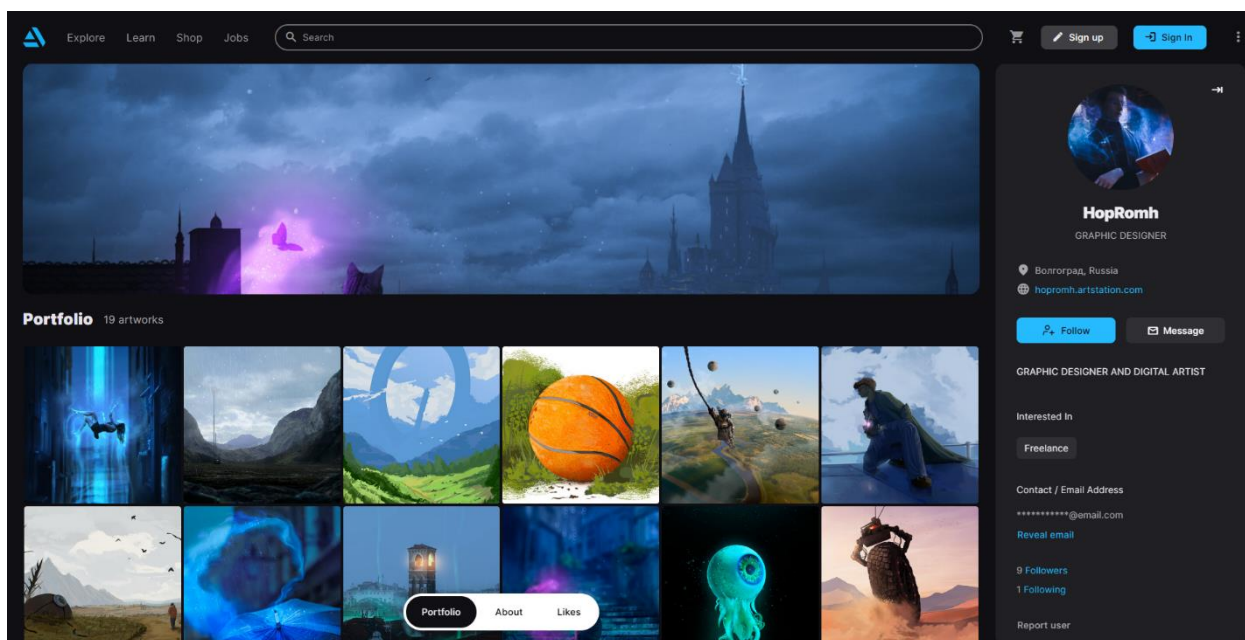 Explore Learn Shop Jobs Search Sign up Sign In
HopRomh
GRAPHIC DESIGNER
Волгоград, Russia
hopromh.artstation.com
Portfolio 19 artworks
Follow Message
GRAPHIC DESIGNER AND DIGITAL ARTIST
Interested In
Freelance
Contact / Email Address
***********@email.com
Reveal email
9 Followers
1 Following
Report user
Portfolio About Likes